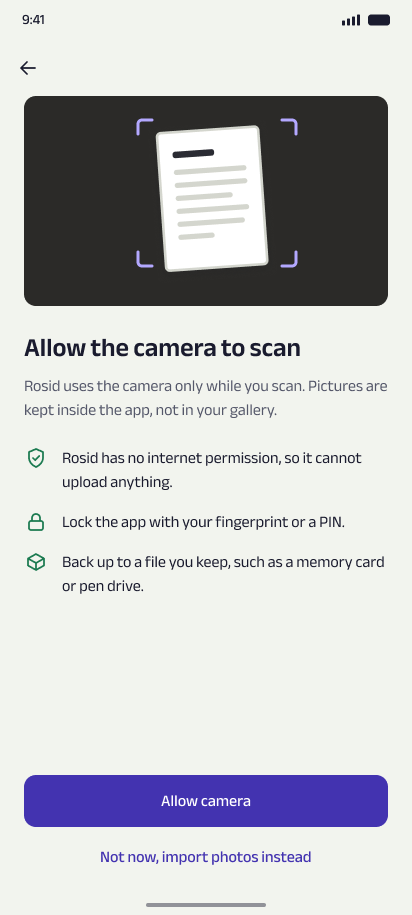 9:41
Allow the camera to scan
Rosid uses the camera only while you scan. Pictures are
kept inside the app, not in your gallery.
Rosid has no internet permission, so it cannot
upload anything.
Lock the app with your fingerprint or a PIN.
Back up to a file you keep, such as a memory card
or pen drive.
Allow camera
Not now, import photos instead